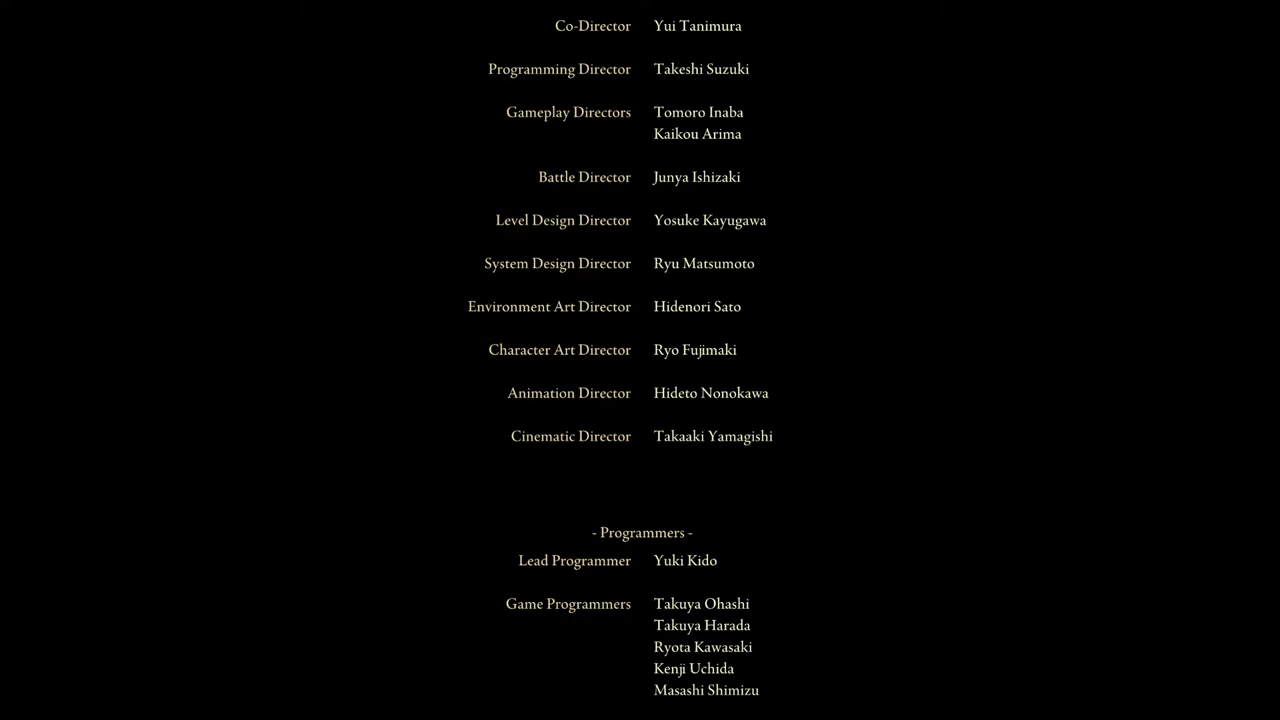 Co-Director Yui Tanimura
Programming Director Takeshi Suzuki
Gameplay Directors Tomoro Inaba
Kaikou Arima
Battle Director Junya Ishizaki
Level Design Director Yosuke Kayugawa
System Design Director Ryu Matsumoto
Environment Art Director Hidenori Sato
Character Art Director Ryo Fujimaki
Animation Director Hideto Nonokawa
Cinematic Director Takaaki Yamagishi
- Programmers -
Lead Programmer Yuki Kido
Game Programmers Takuya Ohashi
Takuya Harada
Ryota Kawasaki
Kenji Uchida
Masashi Shimizu